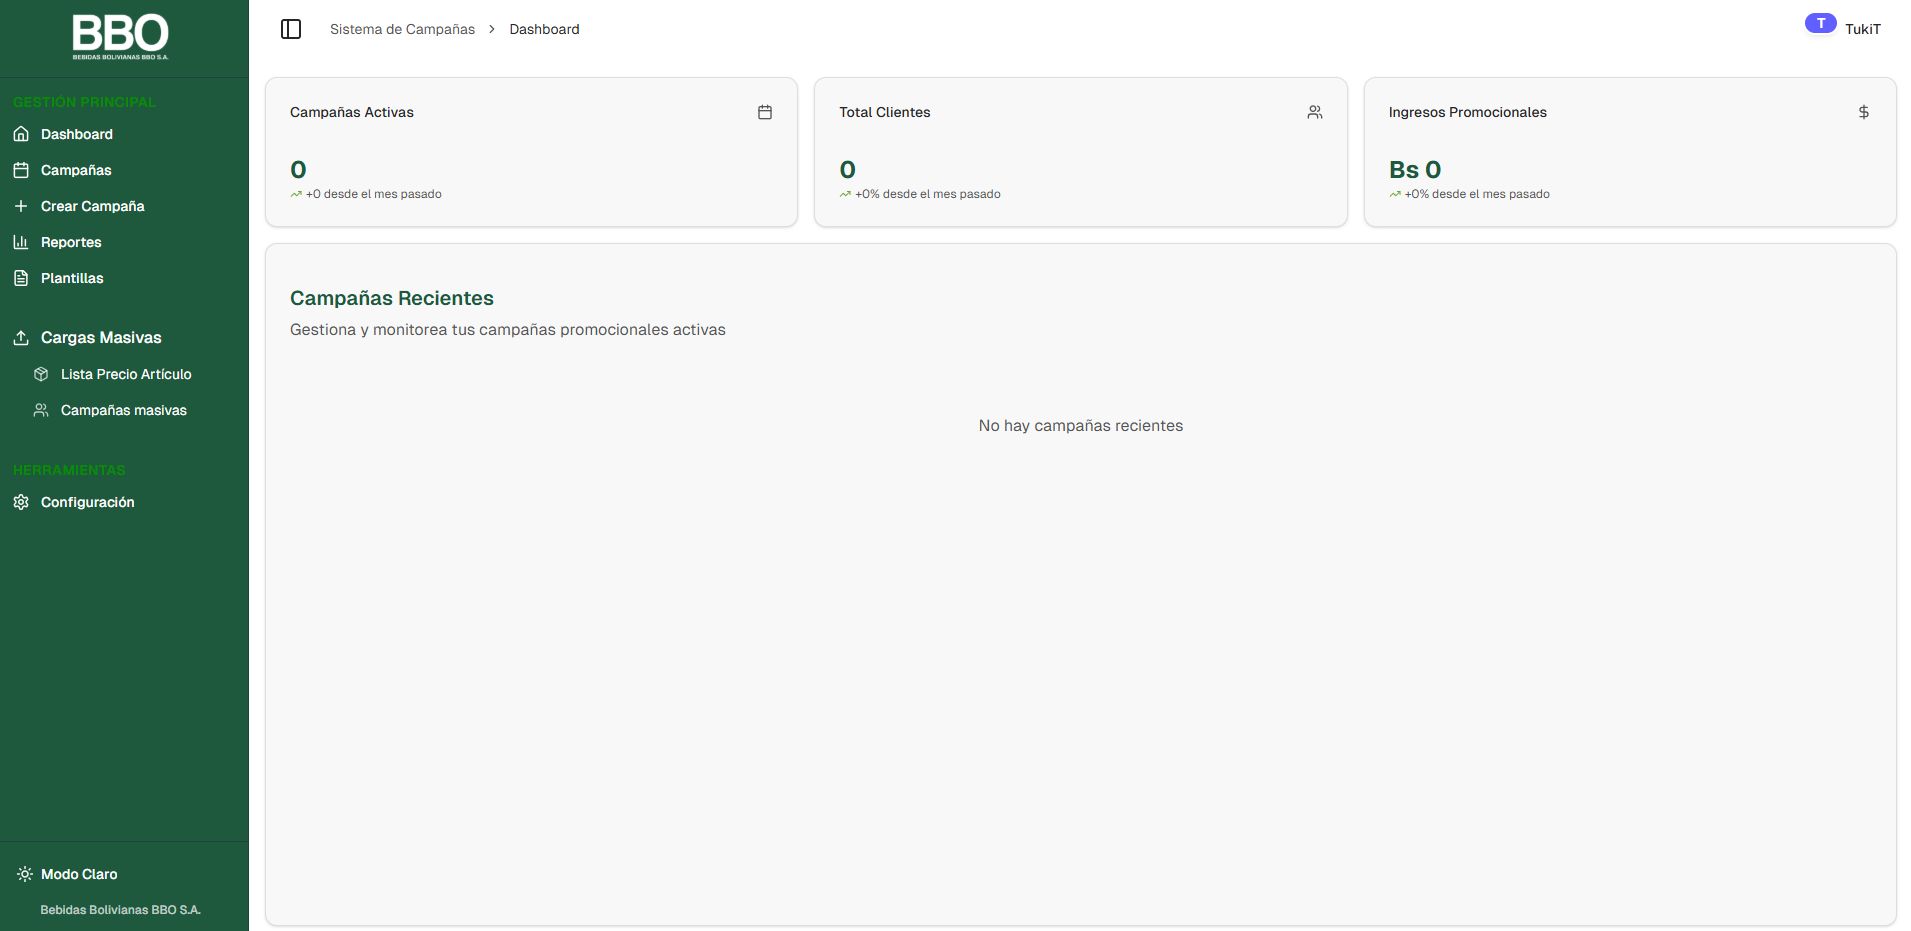 BBO
BEBIDAS BOLIVIANAS BBO S.A.
GESTIÓN PRINCIPAL
Dashboard
Campañas
Crear Campaña
Reportes
Plantillas
Cargas Masivas
Lista Precio Artículo
Campañas masivas
HERRAMIENTAS
Configuración
Modo Claro
Bebidas Bolivianas BBO S.A.
Sistema de Campañas > Dashboard
T TukiT
Campañas Activas
0
+0 desde el mes pasado
Total Clientes
0
+0% desde el mes pasado
Ingresos Promocionales
$
Bs 0
+0% desde el mes pasado
Campañas Recientes
Gestiona y monitorea tus campañas promocionales activas
No hay campañas recientes